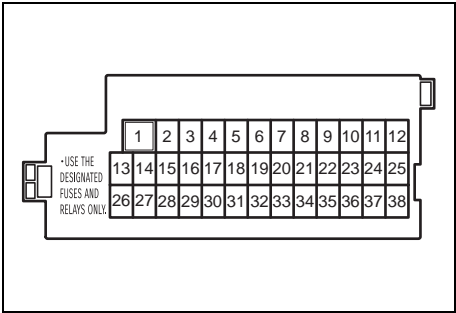 1 2 3 4 5 6 7 8 9 10 11 12
•USE THE
DESIGNATED
FUSES AND
RELAYS ONLY.
13 14 15 16 17 18 19 20 21 22 23 24 25
26 27 28 29 30 31 32 33 34 35 36 37 38